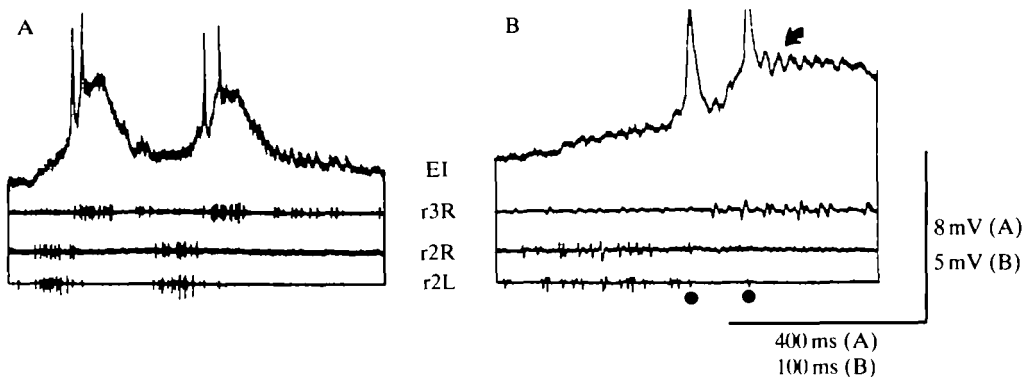 A
B
EI
r3R
r2R
r2L
8 mV (A)
5 mV (B)
400 ms (A)
100 ms (B)